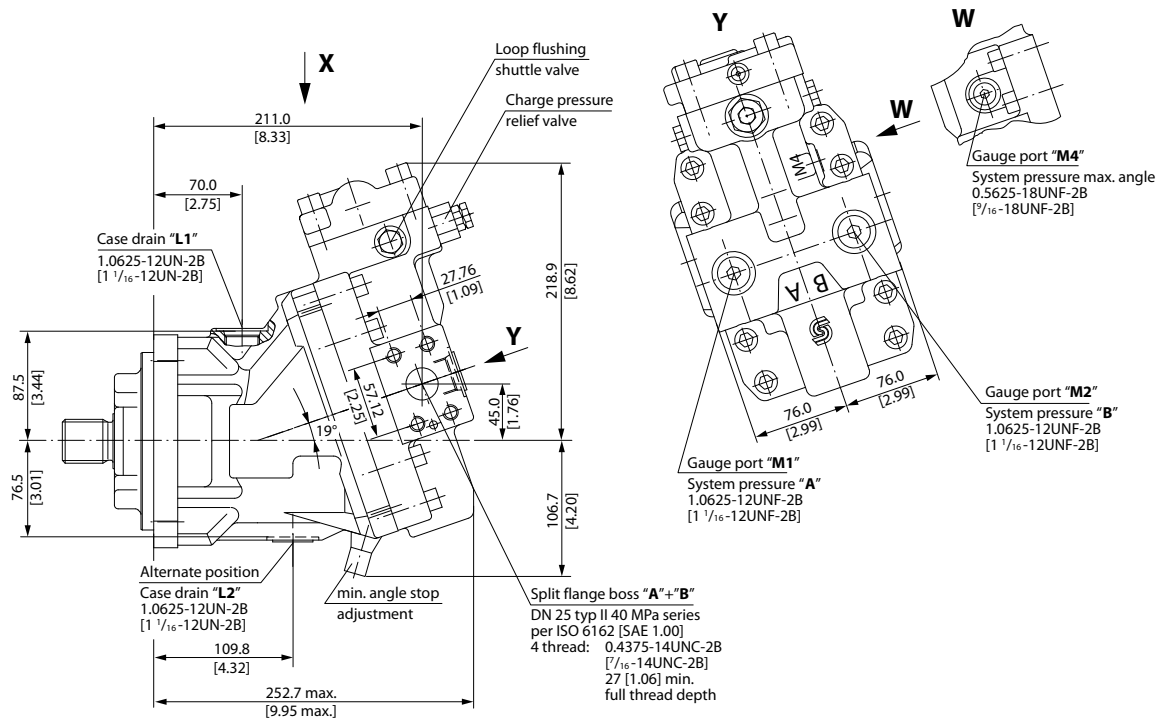 X
Loop flushing
shuttle valve
Charge pressure
relief valve
211.0
[8.33]
70.0
[2.75]
Case drain "L1"
1.0625-12UN-2B
[1 1/16-12UN-2B]
27.76
[1.09]
218.9
[8.62]
Y
87.5
[3.44]
57.12
[2.25]
45.0
[1.76]
19°
76.5
[3.01]
106.7
[4.20]
Alternate position
Case drain "L2"
1.0625-12UN-2B
[1 1/16-12UN-2B]
min. angle stop
adjustment
109.8
[4.32]
252.7 max.
[9.95 max.]
Split flange boss "A"+"B"
DN 25 typ II 40 MPa series
per ISO 6162 [SAE 1.00]
4 thread: 0.4375-14UNC-2B
[7/16-14UNC-2B]
27 [1.06] min.
full thread depth
Y
W
W
M4
B A
Gauge port "M4"
System pressure max. angle
0.5625-18UNF-2B
[9/16-18UNF-2B]
76.0
[2.99]
76.0
[2.99]
Gauge port "M2"
System pressure "B"
1.0625-12UNF-2B
[1 1/16-12UNF-2B]
Gauge port "M1"
System pressure "A"
1.0625-12UNF-2B
[1 1/16-12UNF-2B]